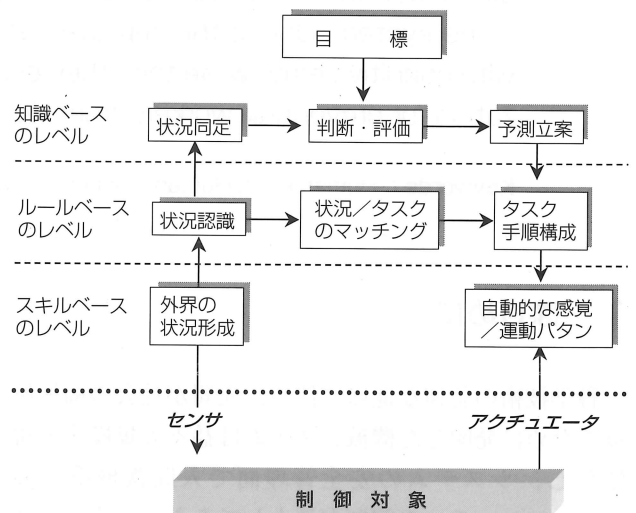 目 標
知識ベース
のレベル
状況同定
判断・評価
予測立案
ルールベース
のレベル
状況認識
状況／タスク
のマッチング
タスク
手順構成
スキルベース
のレベル
外界の
状況形成
自動的な感覚
／運動パタン
センサ
アクチュエータ
制 御 対 象